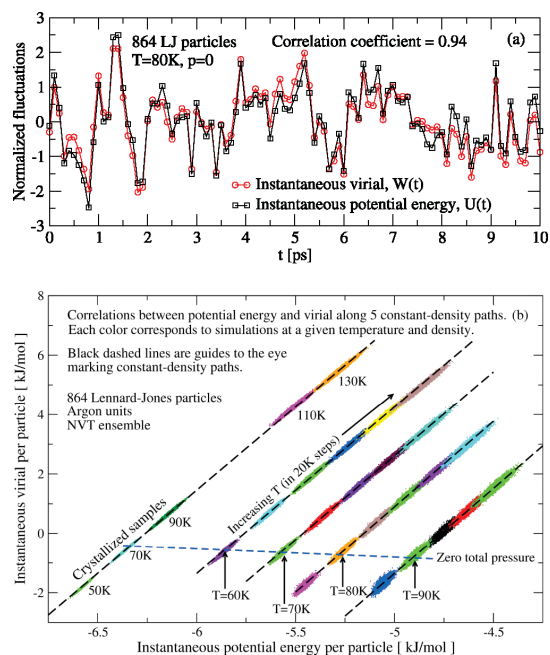 864 LJ particles
T=80K, p=0
Correlation coefficient = 0.94
(a)
Normalized fluctuations
3
2
1
0
-1
-2
-3
Instantaneous virial, W(t)
Instantaneous potential energy, U(t)
0 1 2 3 4 5 6 7 8 9 10
t [ps]
Correlations between potential energy and virial along 5 constant-density paths. (b)
Each color corresponds to simulations at a given temperature and density.
Black dashed lines are guides to the eye
marking constant-density paths.
864 Lennard-Jones particles
Argon units
NVT ensemble
130K
110K
Increasing T (in 20K steps)
Crystallized samples
90K
70K
50K
Zero total pressure
T=60K
T=70K
T=80K
T=90K
Instantaneous virial per particle [ kJ/mol ]
8
6
4
2
0
-2
-6.5 -6 -5.5 -5 -4.5
Instantaneous potential energy per particle [ kJ/mol ]